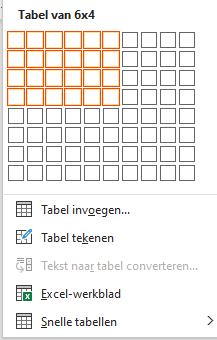 Tabel van 6x4
Tabel invoegen...
Tabel tekenen
Tekst naar tabel converteren...
Excel-werkblad
Snelle tabellen